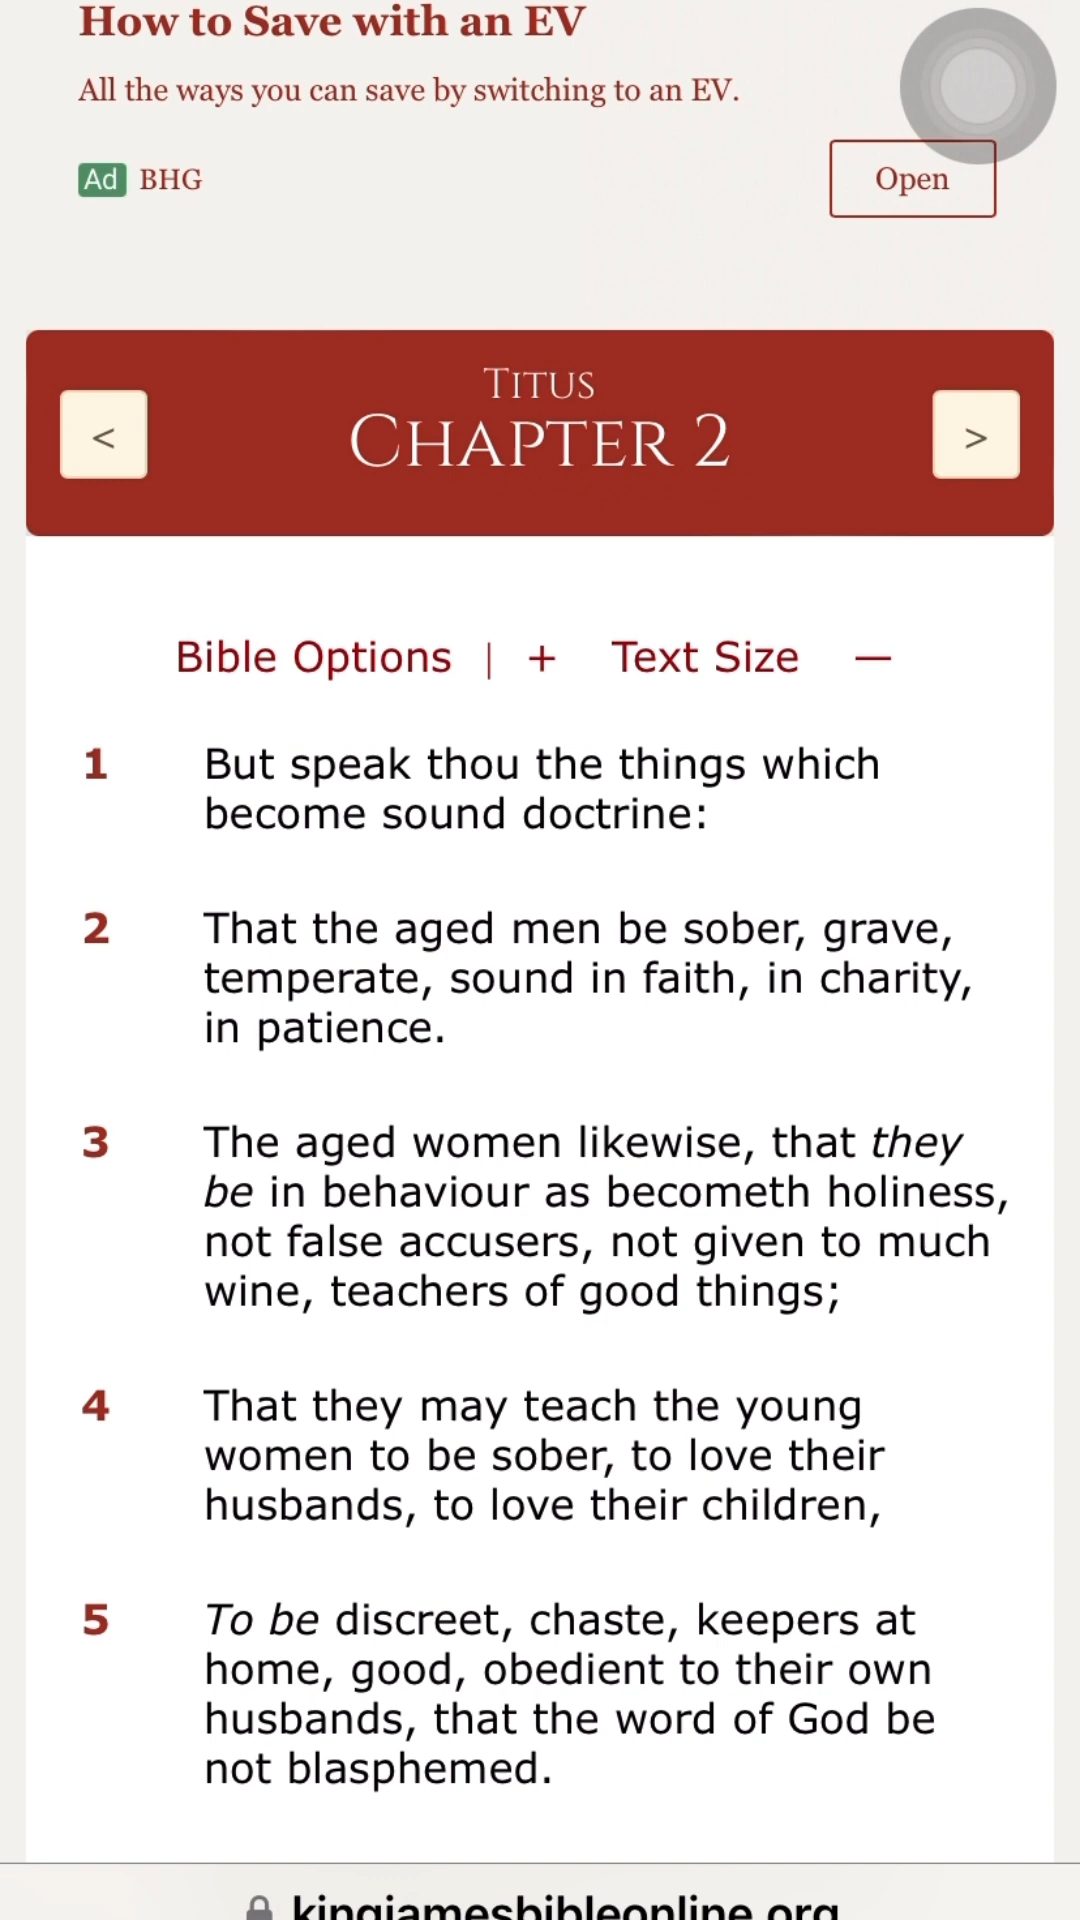 How to Save with an EV
All the ways you can save by switching to an EV.
Ad BHG
Open
Titus
< Chapter 2 >
Bible Options | + Text Size —
1 But speak thou the things which
become sound doctrine:
2 That the aged men be sober, grave,
temperate, sound in faith, in charity,
in patience.
3 The aged women likewise, that they
be in behaviour as becometh holiness,
not false accusers, not given to much
wine, teachers of good things;
4 That they may teach the young
women to be sober, to love their
husbands, to love their children,
5 To be discreet, chaste, keepers at
home, good, obedient to their own
husbands, that the word of God be
not blasphemed.
kingjamesbibleonline.org